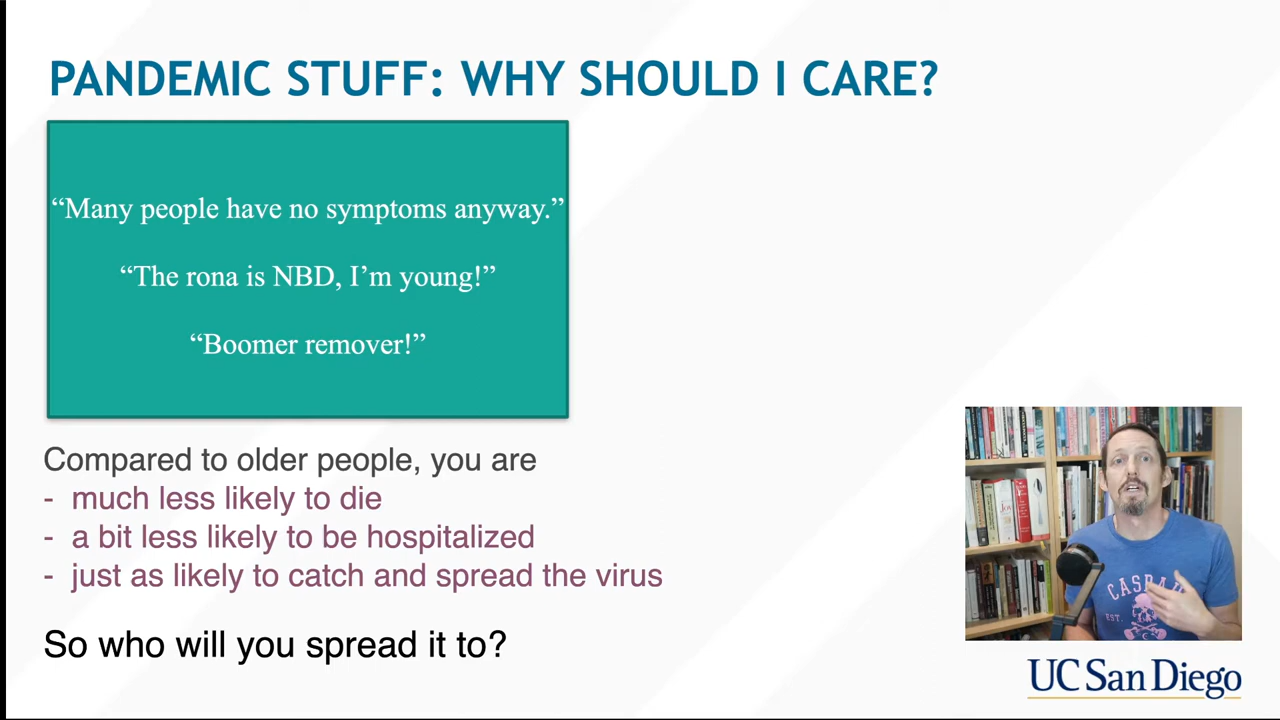 PANDEMIC STUFF: WHY SHOULD I CARE?
“Many people have no symptoms anyway.”
“The rona is NBD, I’m young!”
“Boomer remover!”
Compared to older people, you are
- much less likely to die
- a bit less likely to be hospitalized
- just as likely to catch and spread the virus
So who will you spread it to?
EST.
UC San Diego